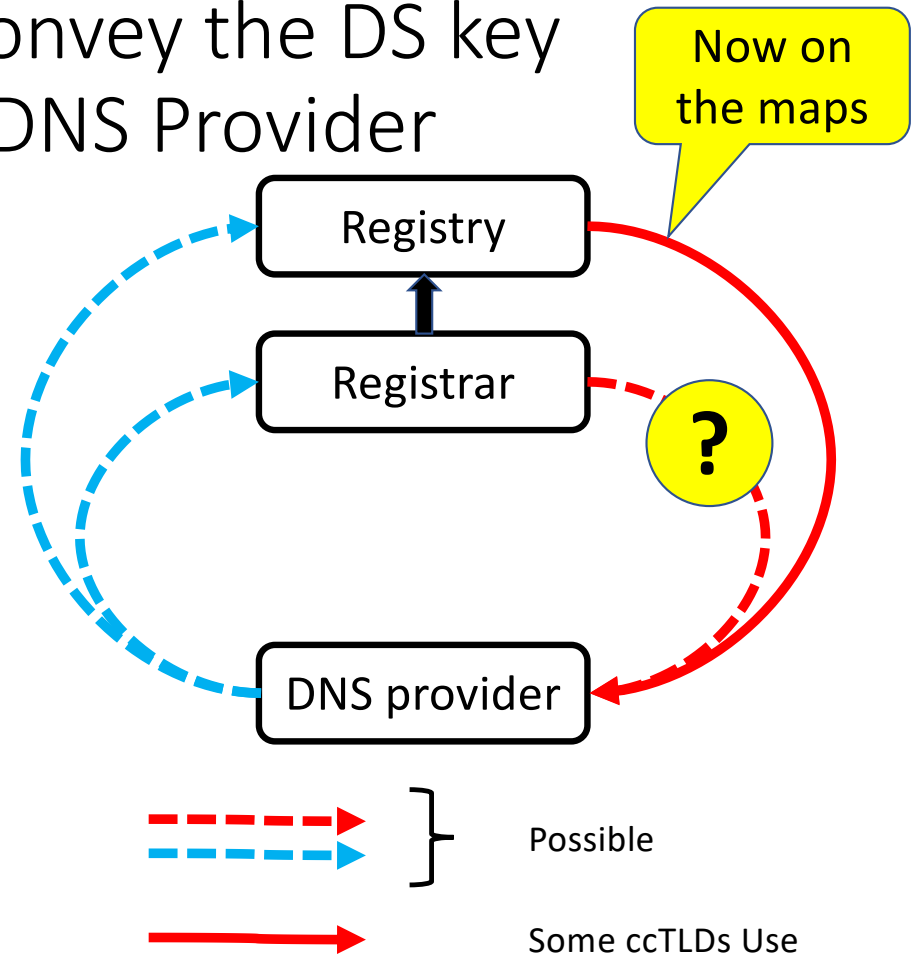 onvey the DS key
DNS Provider
Now on
the maps
Registry
Registrar
?
DNS provider
Possible
Some ccTLDs Use